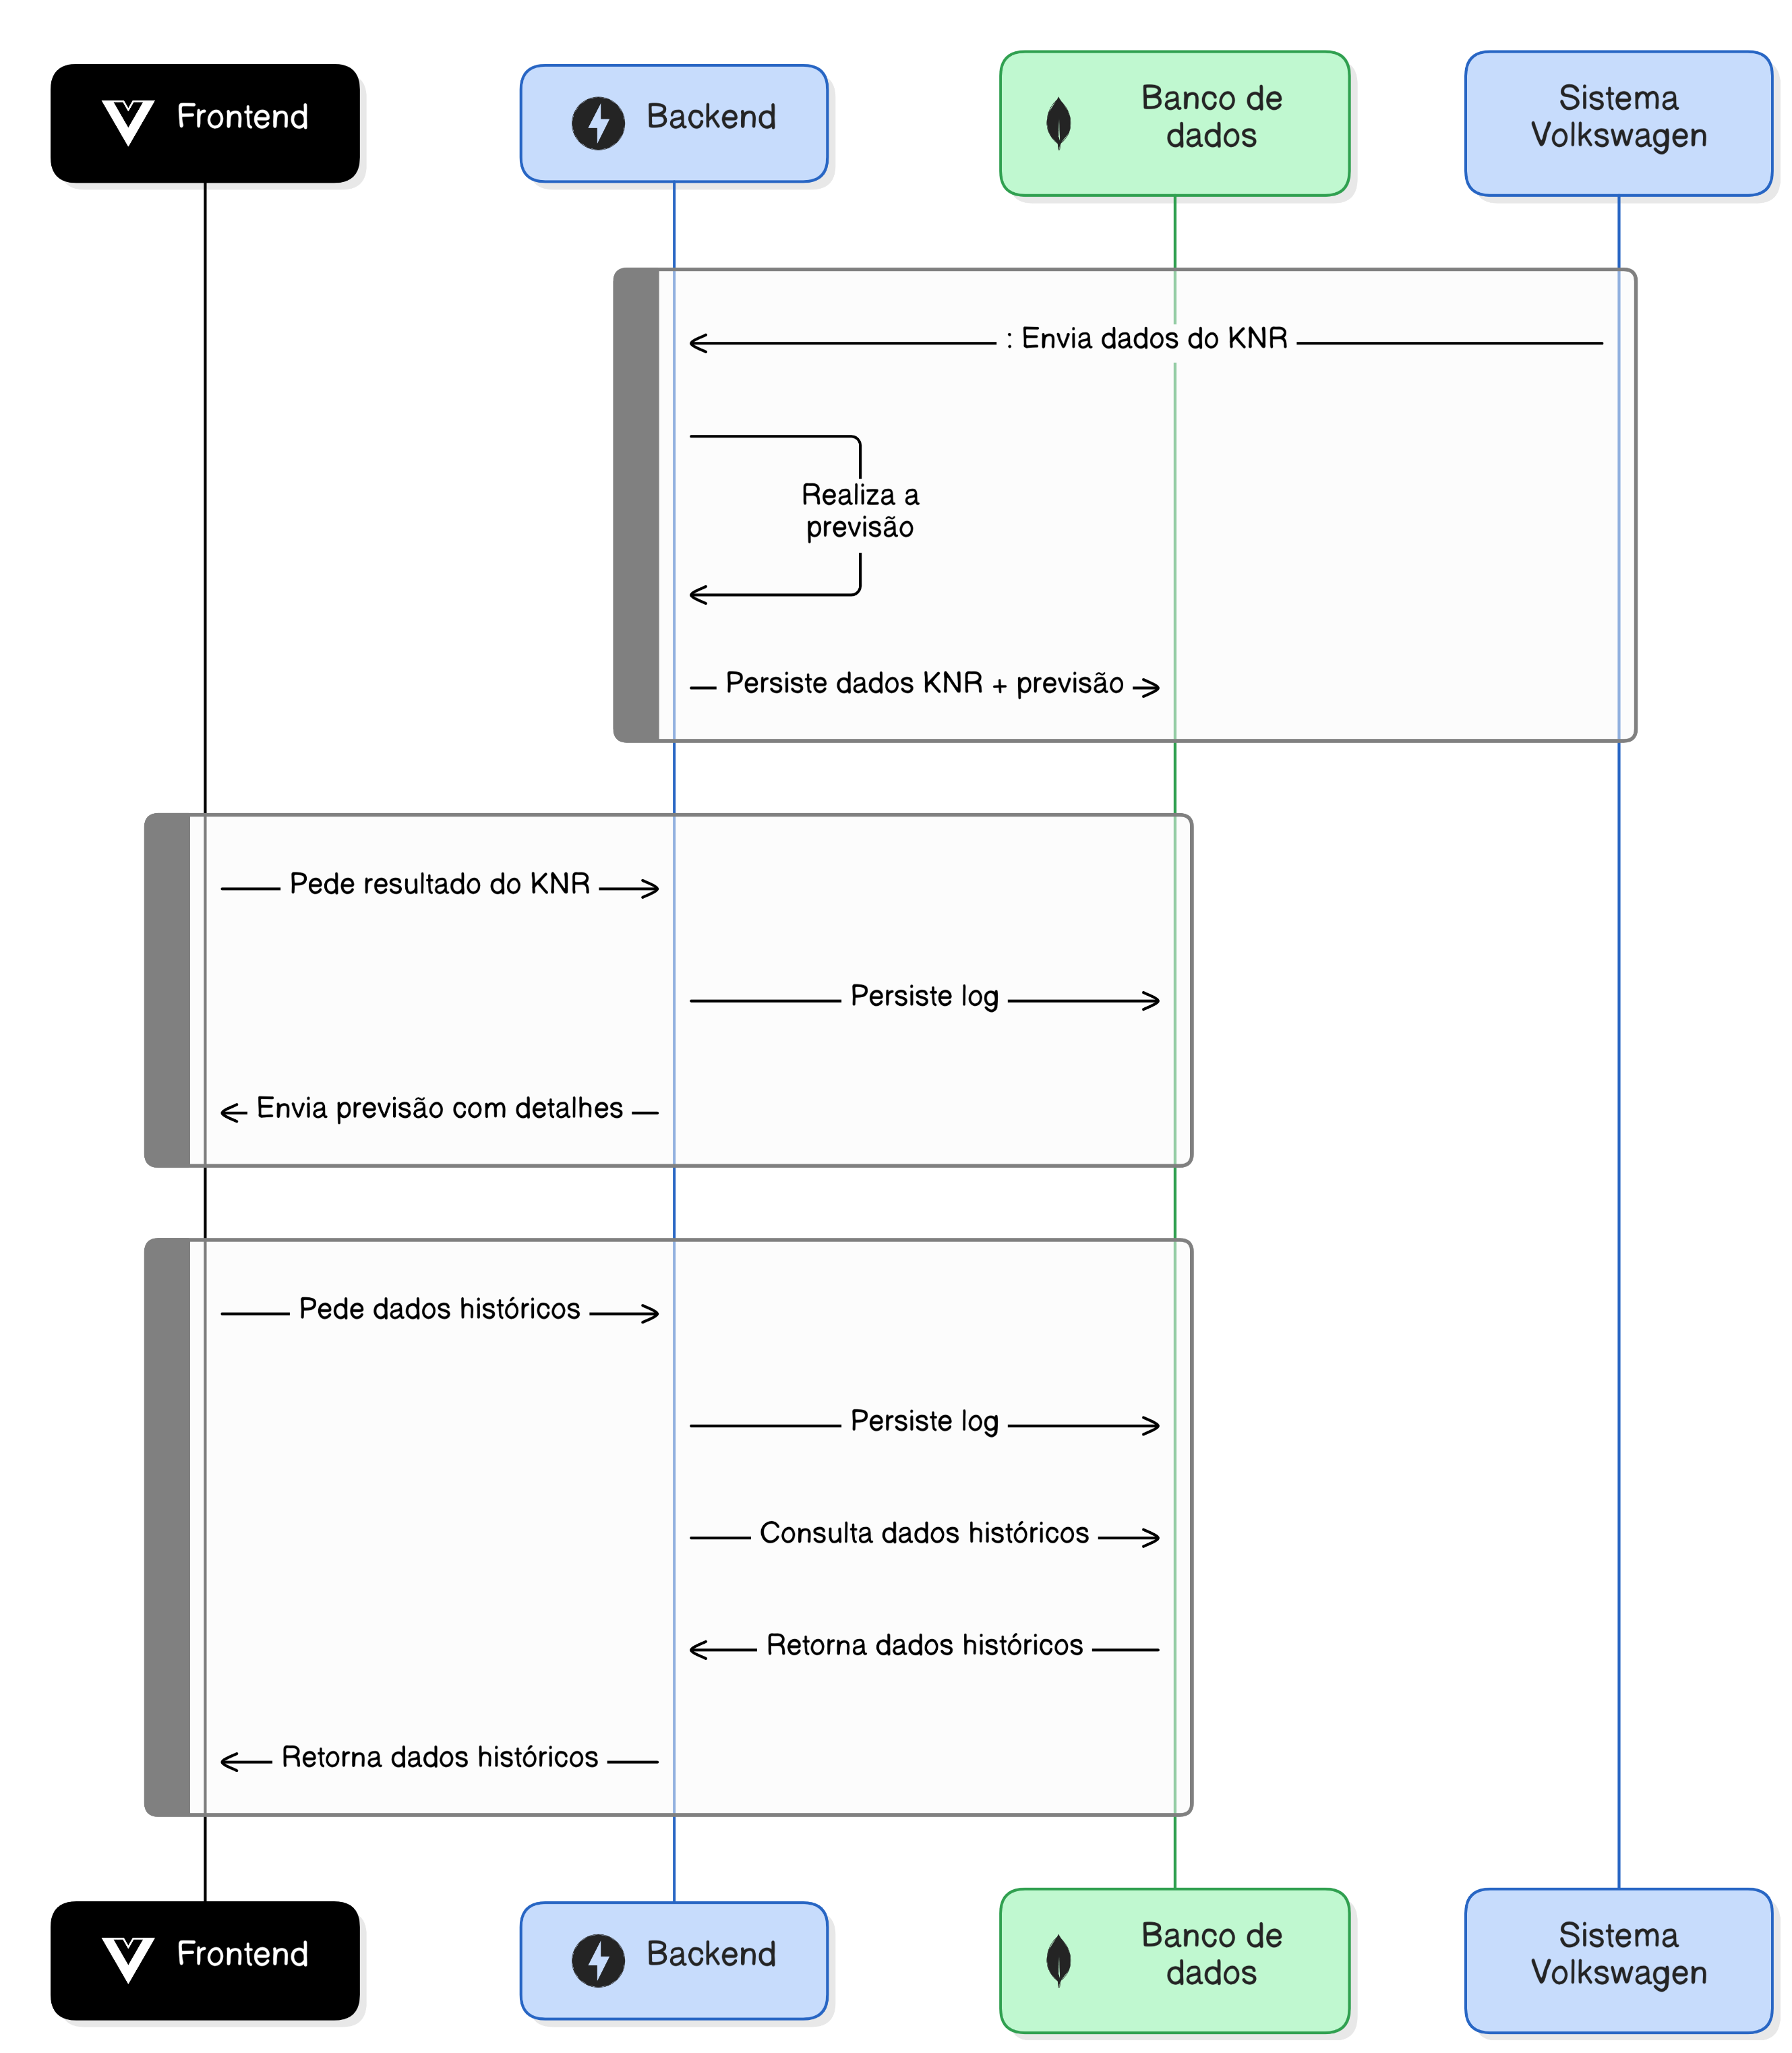 Frontend
Backend
Banco de
dados
Sistema
Volkswagen
: Envia dados do KNR
Realiza a
previsão
Persiste dados KNR + previsão
Pede resultado do KNR
Persiste log
Envia previsão com detalhes
Pede dados históricos
Persiste log
Consulta dados históricos
Retorna dados históricos
Retorna dados históricos
Frontend
Backend
Banco de
dados
Sistema
Volkswagen